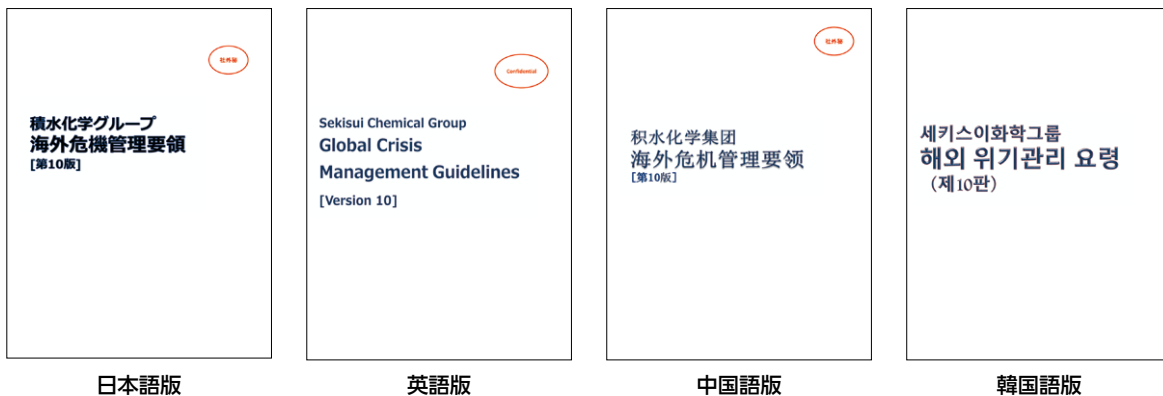 社外秘
積水化学グループ
海外危機管理要領
[第10版]
日本語版
Confidential
Sekisui Chemical Group
Global Crisis
Management Guidelines
[Version 10]
英語版
社外秘
积水化学集团
海外危机管理要领
[第10版]
中国語版
세키스이화학그룹
해외 위기관리 요령
(제10판)
韓国語版